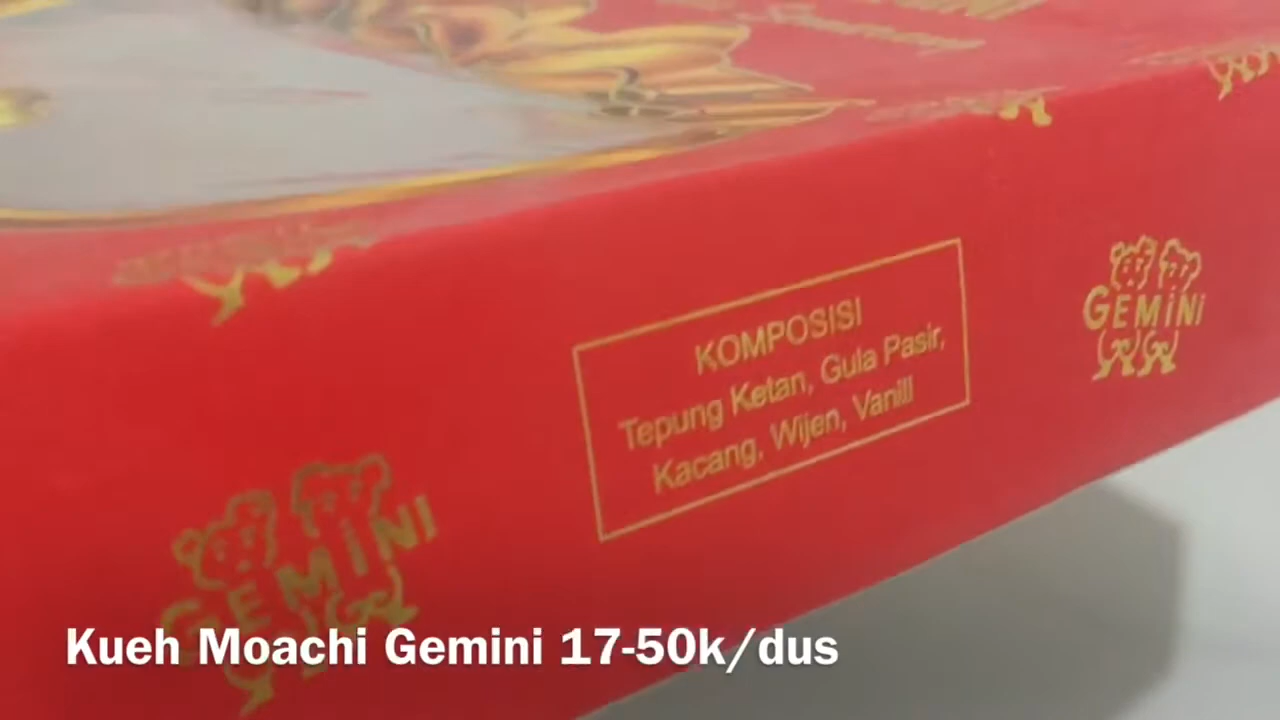 KOMPOSISI
Tepung Ketan, Gula Pasir,
Kacang, Wijen, Vanili
GEMiNi
GEMiNI
Kueh Moachi Gemini 17-50k/dus